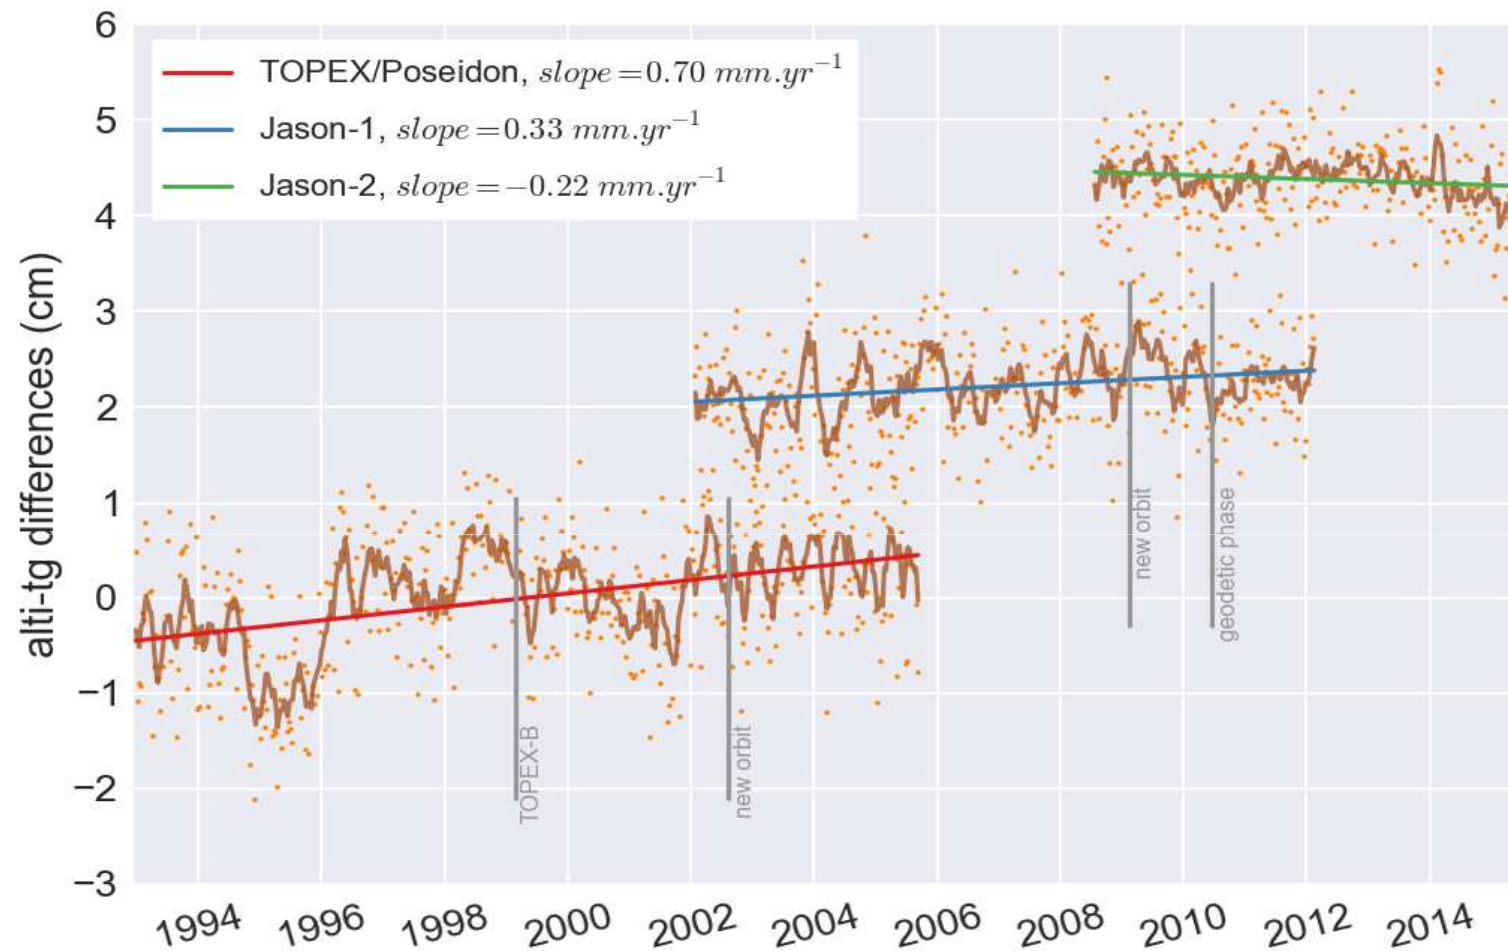 6
5
4
3
2
1
0
−1
−2
−3
alti-tg differences (cm)
TOPEX/Poseidon, slope=0.70 mm.yr⁻¹
Jason-1, slope=0.33 mm.yr⁻¹
Jason-2, slope=−0.22 mm.yr⁻¹
TOPEX-B
new orbit
new orbit
geodetic phase
1994 1996 1998 2000 2002 2004 2006 2008 2010 2012 2014